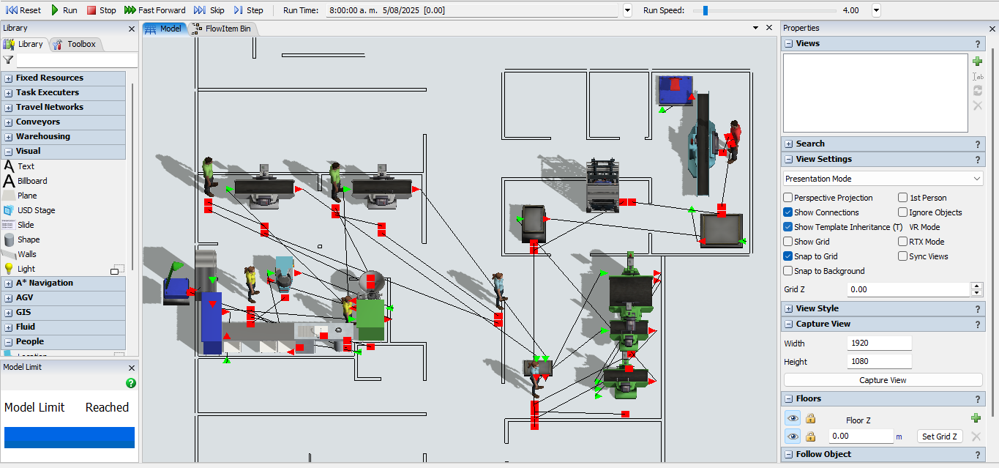 Reset Run Stop Fast Forward Skip Step Run Time: 8:00:00 a. m. 5/08/2025 [0.00] Run Speed: 4.00
Library
Library Toolbox
Fixed Resources
Task Executers
Travel Networks
Conveyors
Warehousing
Visual
Text
Billboard
Plane
USD Stage
Slide
Shape
Walls
Light
A* Navigation
AGV
GIS
Fluid
People
Location
Model Limit
?
Model Limit Reached
Model FlowItem Bin
Properties
Views ?
ab
Search ?
View Settings ?
Presentation Mode
Perspective Projection 1st Person
Show Connections Ignore Objects
Show Template Inheritance (T) VR Mode
Show Grid RTX Mode
Snap to Grid Sync Views
Snap to Background
Grid Z 0.00
View Style ?
Capture View ?
Width 1920
Height 1080
Capture View
Floors ?
Floor Z
0.00 m Set Grid Z
Follow Object ?